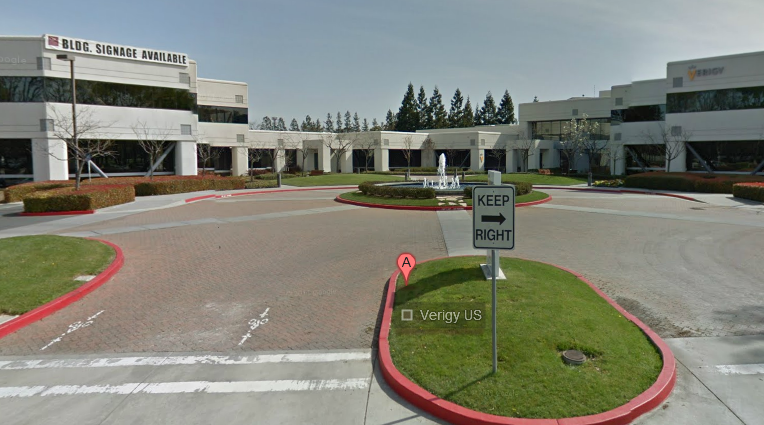 BLDG. SIGNAGE AVAILABLE
VERIGY
KEEP
RIGHT
A
Verigy US